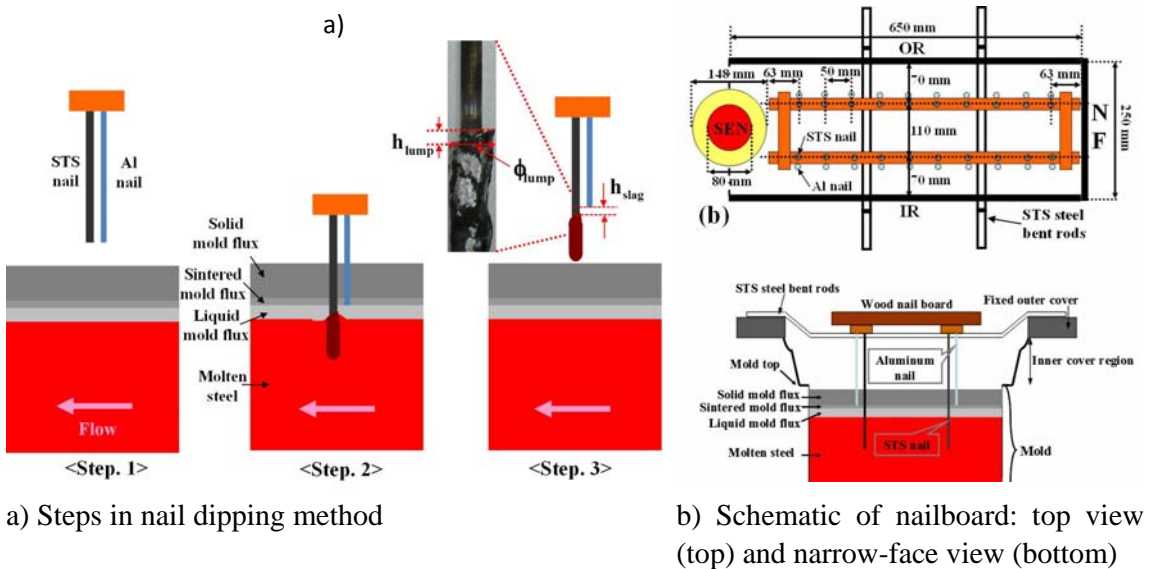 a)
STS
nail
Al
nail
Solid
mold flux
Sintered
mold flux
Liquid
mold flux
Molten
steel
Flow
<Step. 1>
<Step. 2>
<Step. 3>
h_lump
ϕ_lump
h_slag
650 mm
OR
148 mm
63 mm
50 mm
70 mm
63 mm
SEN
STS nail
110 mm
250 mm
N
F
80 mm
Al nail
70 mm
(b)
IR
STS steel
bent rods
STS steel bent rods
Wood nail board
Fixed outer cover
Aluminum
nail
Inner cover region
Mold top
Solid mold flux
Sintered mold flux
Liquid mold flux
STS nail
Molten steel
Mold
a) Steps in nail dipping method
b) Schematic of nailboard: top view
(top) and narrow-face view (bottom)